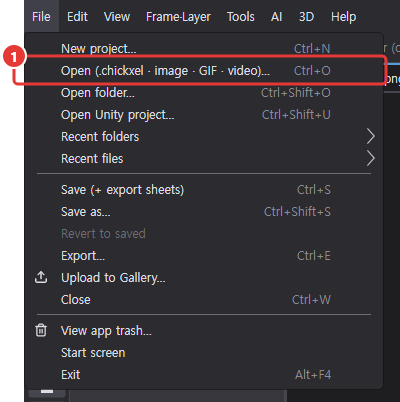 File Edit View Frame·Layer Tools AI 3D Help
New project... Ctrl+N
1
Open (.chickxel · image · GIF · video)... Ctrl+O
Open folder... Ctrl+Shift+O
Open Unity project... Ctrl+Shift+U
Recent folders
Recent files
Save (+ export sheets) Ctrl+S
Save as... Ctrl+Shift+S
Revert to saved
Export... Ctrl+E
Upload to Gallery...
Close Ctrl+W
View app trash...
Start screen
Exit Alt+F4